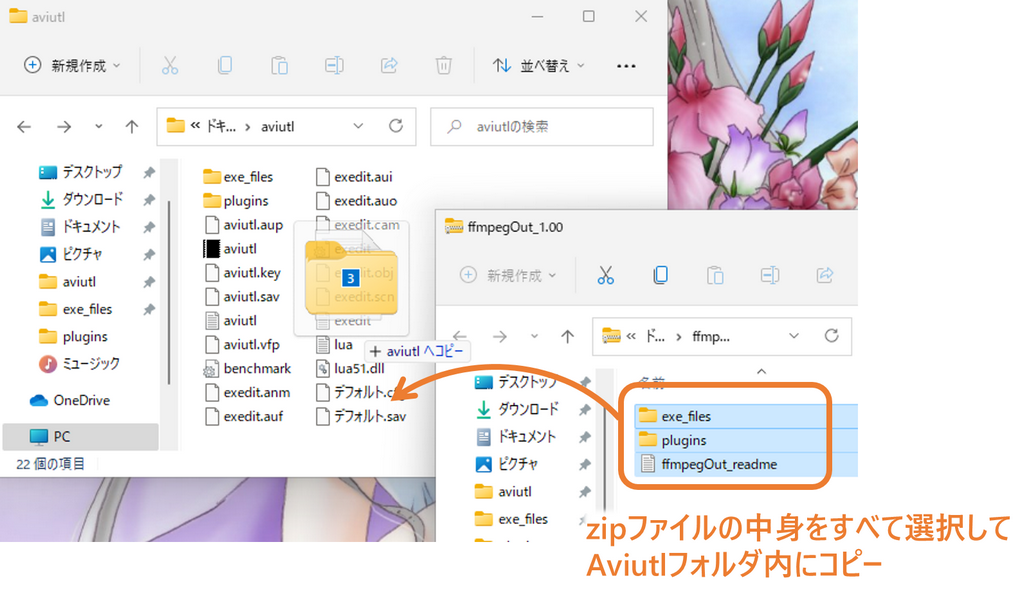 aviutl
新規作成
並べ替え
« ドキ... › aviutl
aviutlの検索
デスクトップ
ダウンロード
ドキュメント
ピクチャ
aviutl
exe_files
plugins
ミュージック
OneDrive
PC
22 個の項目
exe_files
plugins
aviutl.aup
aviutl
aviutl.key
aviutl.sav
aviutl
aviutl.vfp
benchmark
exedit.anm
exedit.auf
exedit.aui
exedit.auo
exedit.cam
exedit
exedit.obj
exedit.scn
exedit
lua
lua51.dll
デフォルト.c
デフォルト.sav
3
+ aviutl へコピー
ffmpegOut_1.00
新規作成
« ド... › ffmp...
デスクトップ
ダウンロード
ドキュメント
ピクチャ
aviutl
exe_files
名前
exe_files
plugins
ffmpegOut_readme
zipファイルの中身をすべて選択して
Aviutlフォルダ内にコピー